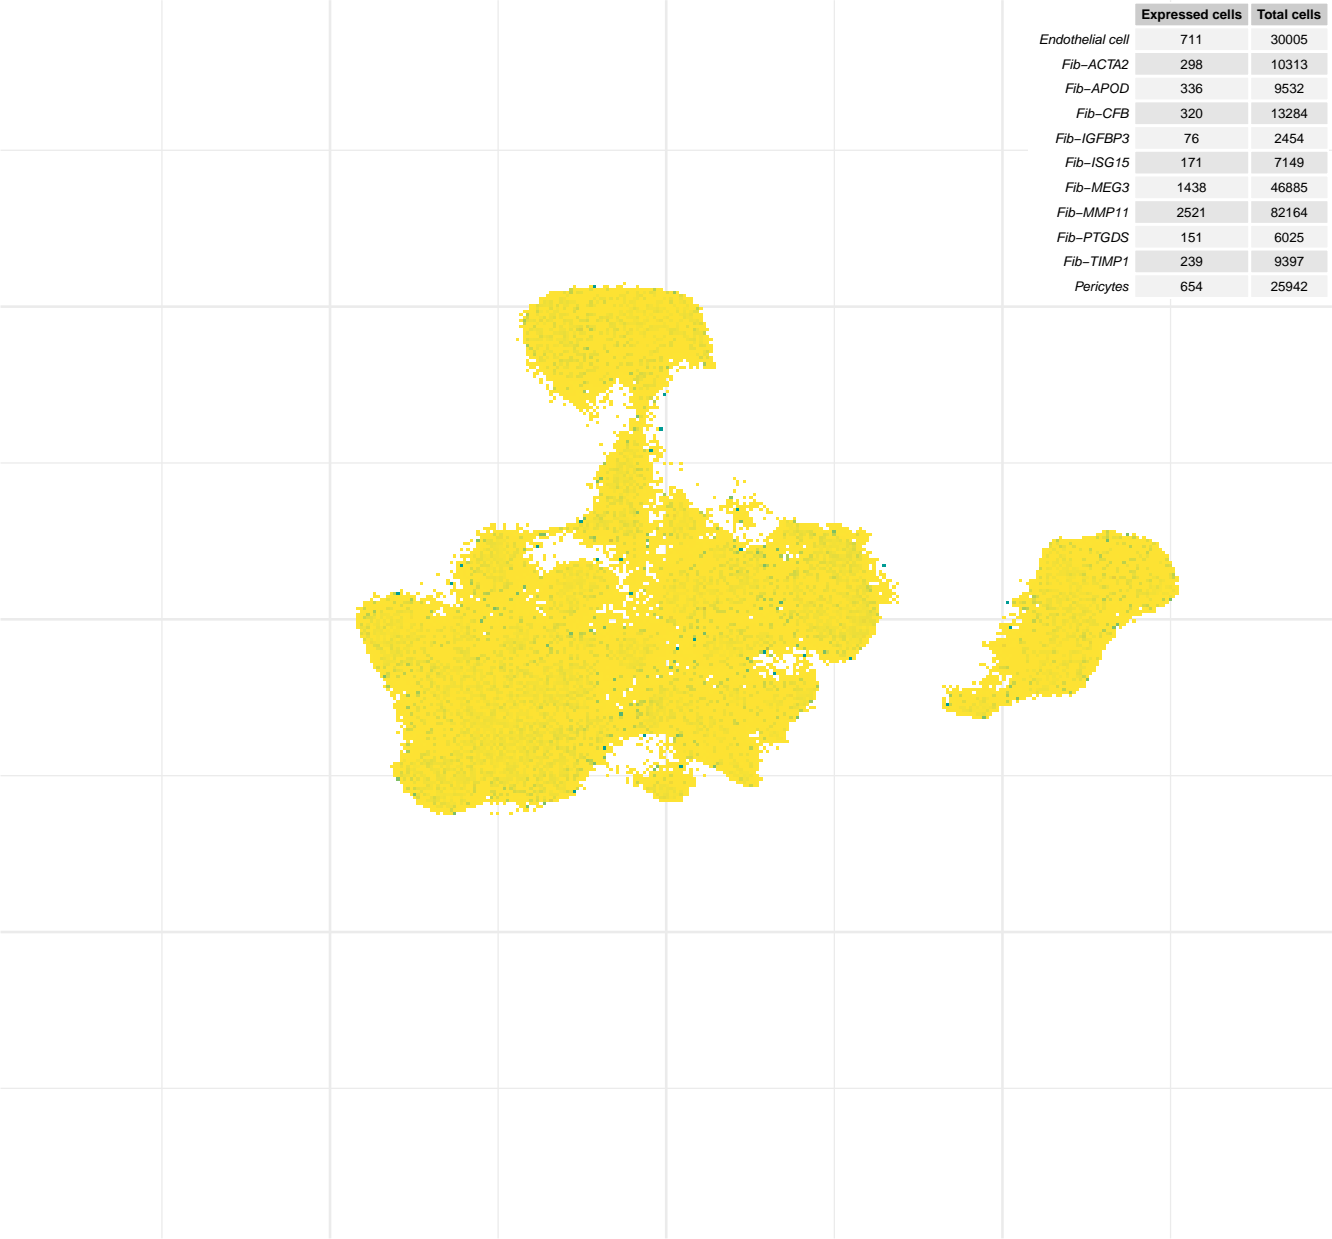 Expressed cells Total cells
Endothelial cell 711 30005
Fib−ACTA2 298 10313
Fib−APOD 336 9532
Fib−CFB 320 13284
Fib−IGFBP3 76 2454
Fib−ISG15 171 7149
Fib−MEG3 1438 46885
Fib−MMP11 2521 82164
Fib−PTGDS 151 6025
Fib−TIMP1 239 9397
Pericytes 654 25942